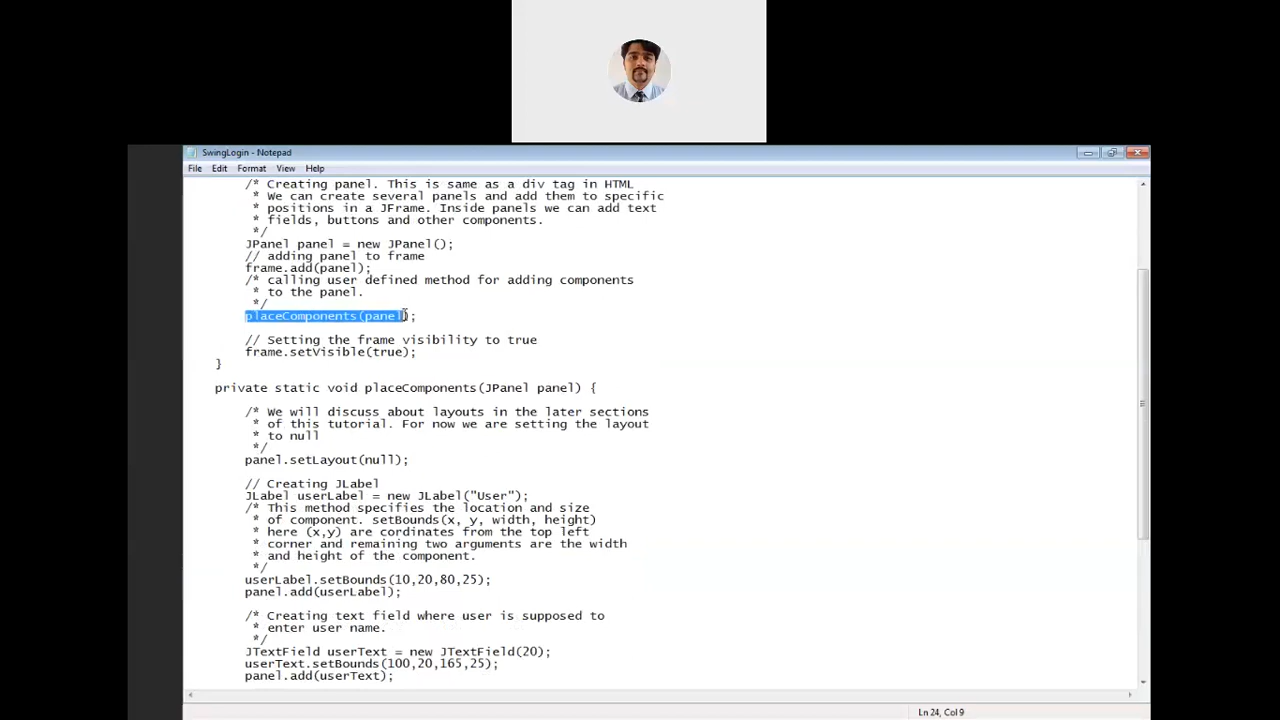 SwingLogin - Notepad
File Edit Format View Help
/* Creating panel. This is same as a div tag in HTML
* We can create several panels and add them to specific
* positions in a JFrame. Inside panels we can add text
* fields, buttons and other components.
*/
JPanel panel = new JPanel();
// adding panel to frame
frame.add(panel);
/* calling user defined method for adding components
* to the panel.
*/
placeComponents(panel);
// Setting the frame visibility to true
frame.setVisible(true);
}
private static void placeComponents(JPanel panel) {
/* We will discuss about layouts in the later sections
* of this tutorial. For now we are setting the layout
* to null
*/
panel.setLayout(null);
// Creating JLabel
JLabel userLabel = new JLabel("User");
/* This method specifies the location and size
* of component. setBounds(x, y, width, height)
* here (x,y) are cordinates from the top left
* corner and remaining two arguments are the width
* and height of the component.
*/
userLabel.setBounds(10,20,80,25);
panel.add(userLabel);
/* Creating text field where user is supposed to
* enter user name.
*/
JTextField userText = new JTextField(20);
userText.setBounds(100,20,165,25);
panel.add(userText);
Ln 24, Col 9